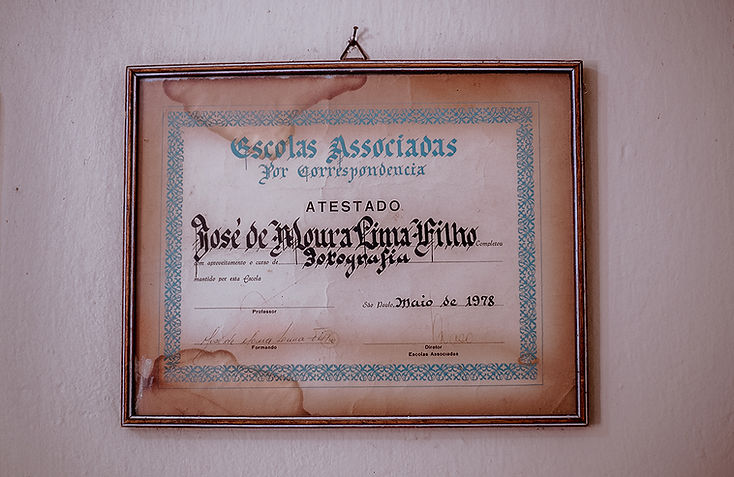 Escolas Associadas
Por Correspondencia
ATESTADO
José de Moura Lima Filho Completou
com aproveitamento o curso de Fotografia
mantido por esta Escola
São Paulo, Maio de 1978
Professor
Formando
Diretor
Escolas Associadas